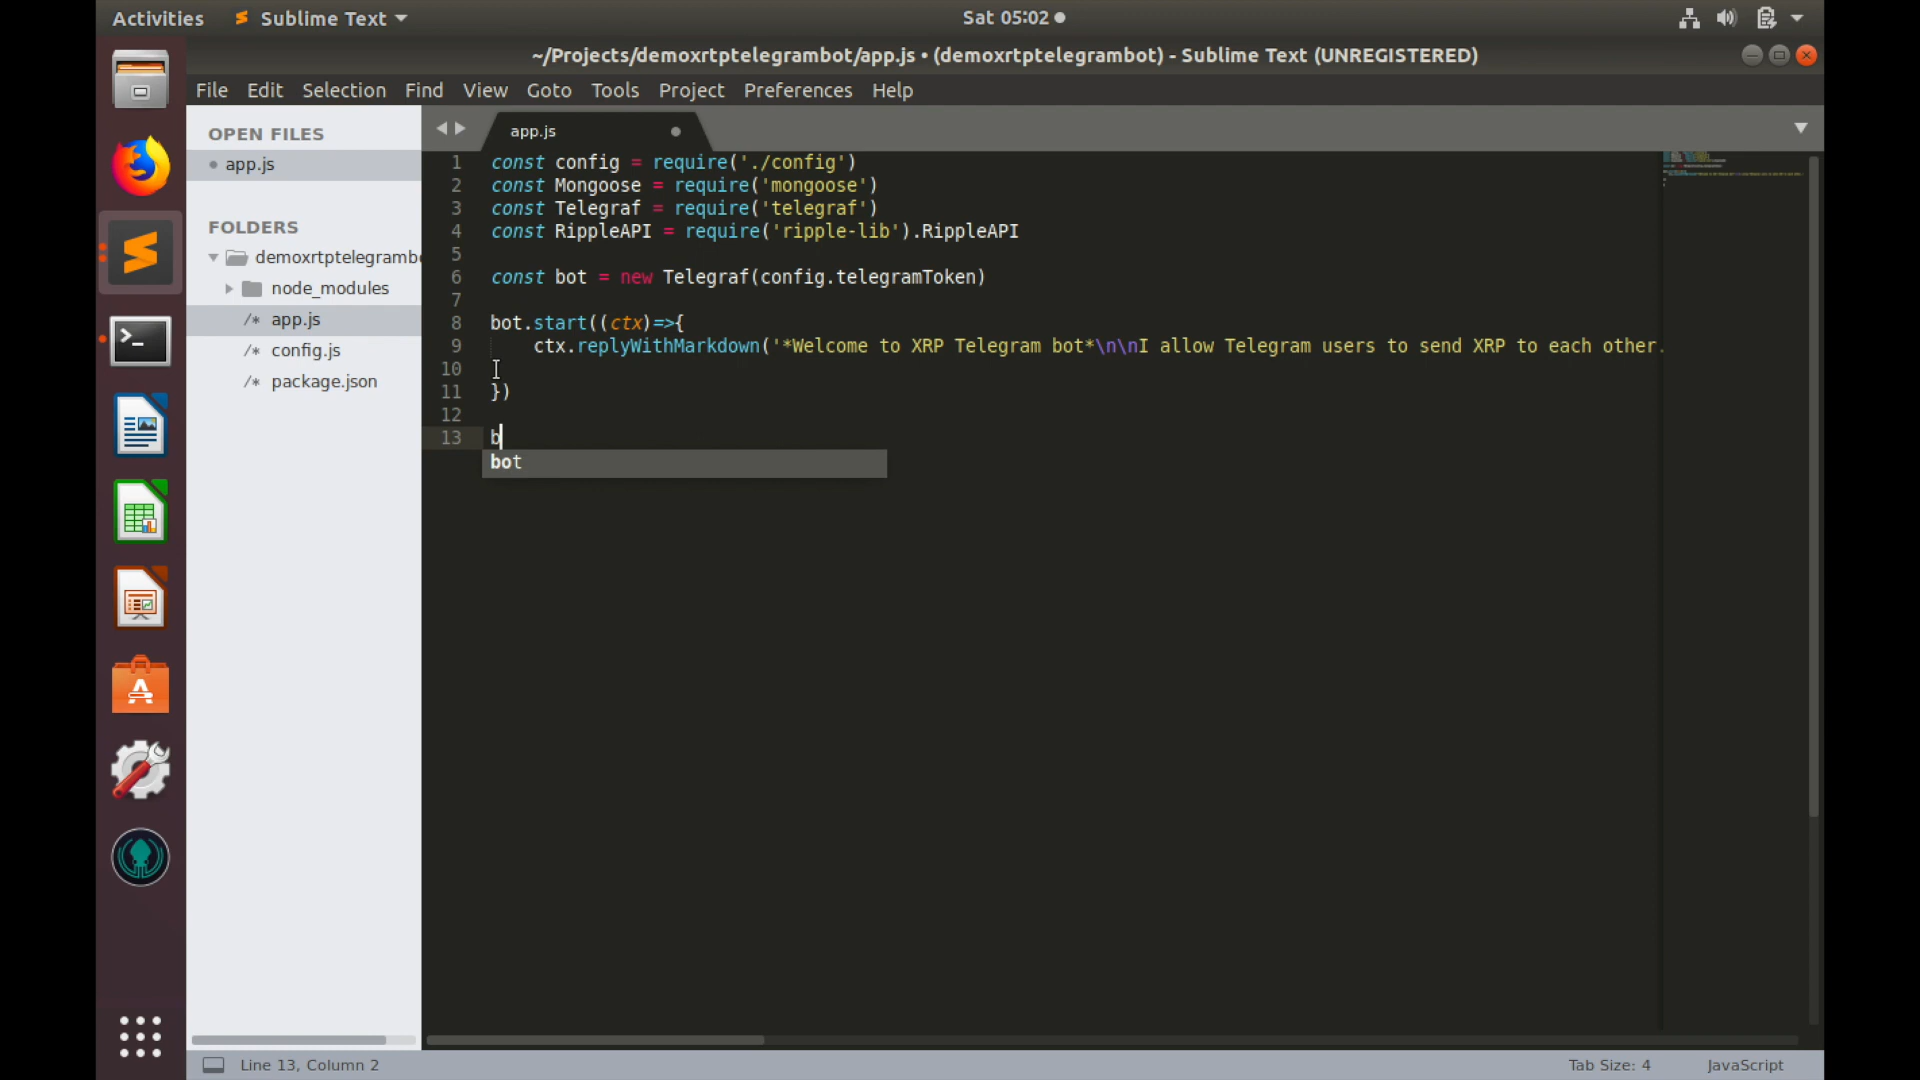 Activities Sublime Text Sat 05:02
~/Projects/demoxrtptelegrambot/app.js • (demoxrtptelegrambot) - Sublime Text (UNREGISTERED)
File Edit Selection Find View Goto Tools Project Preferences Help
OPEN FILES
app.js
FOLDERS
demoxrtptelegrambo
node_modules
/* app.js
/* config.js
/* package.json
app.js
1 const config = require('./config')
2 const Mongoose = require('mongoose')
3 const Telegraf = require('telegraf')
4 const RippleAPI = require('ripple-lib').RippleAPI
5
6 const bot = new Telegraf(config.telegramToken)
7
8 bot.start((ctx)=>{
9 ctx.replyWithMarkdown('*Welcome to XRP Telegram bot*\n\nI allow Telegram users to send XRP to each other.
10
11 })
12
13 b
bot
Line 13, Column 2 Tab Size: 4 JavaScript